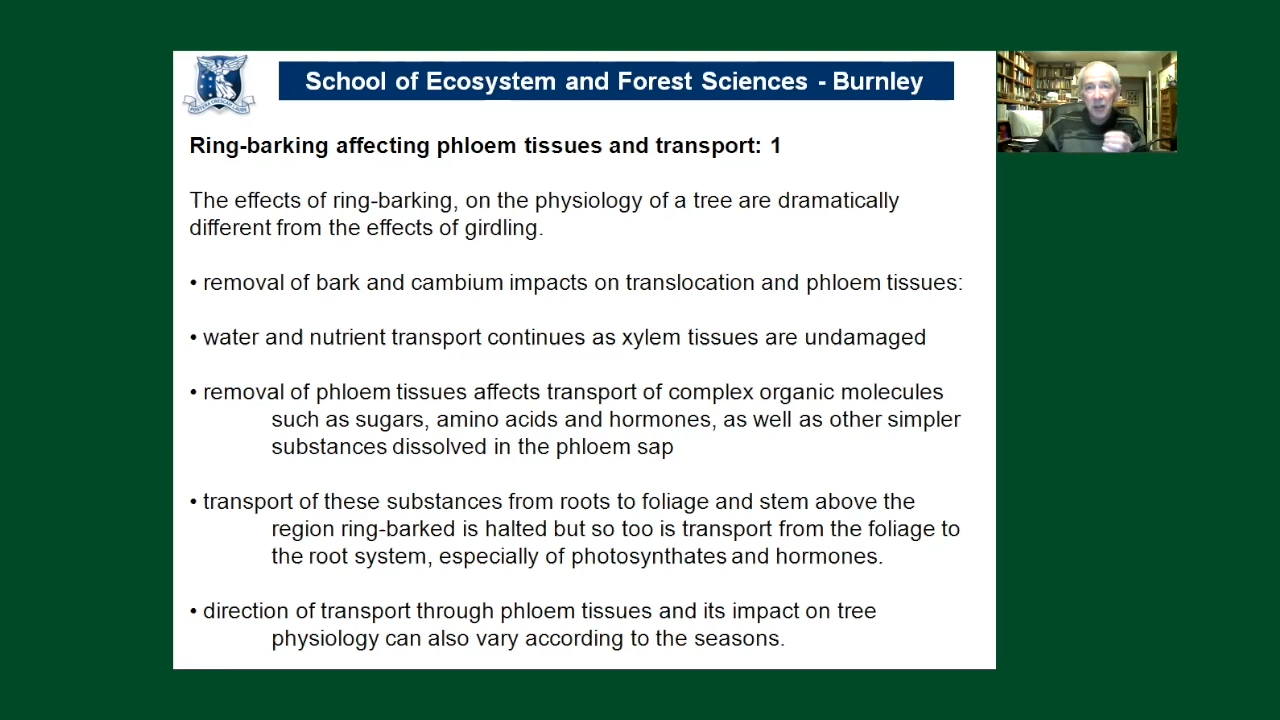 School of Ecosystem and Forest Sciences - Burnley
Ring-barking affecting phloem tissues and transport: 1
The effects of ring-barking, on the physiology of a tree are dramatically
different from the effects of girdling.
• removal of bark and cambium impacts on translocation and phloem tissues:
• water and nutrient transport continues as xylem tissues are undamaged
• removal of phloem tissues affects transport of complex organic molecules
such as sugars, amino acids and hormones, as well as other simpler
substances dissolved in the phloem sap
• transport of these substances from roots to foliage and stem above the
region ring-barked is halted but so too is transport from the foliage to
the root system, especially of photosynthates and hormones.
• direction of transport through phloem tissues and its impact on tree
physiology can also vary according to the seasons.